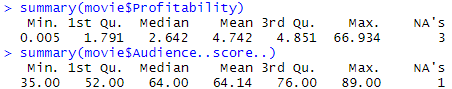 > summary(movie$Profitability)
Min. 1st Qu. Median Mean 3rd Qu. Max. NA's
0.005 1.791 2.642 4.742 4.851 66.934 3
> summary(movie$Audience..score..)
Min. 1st Qu. Median Mean 3rd Qu. Max. NA's
35.00 52.00 64.00 64.14 76.00 89.00 1